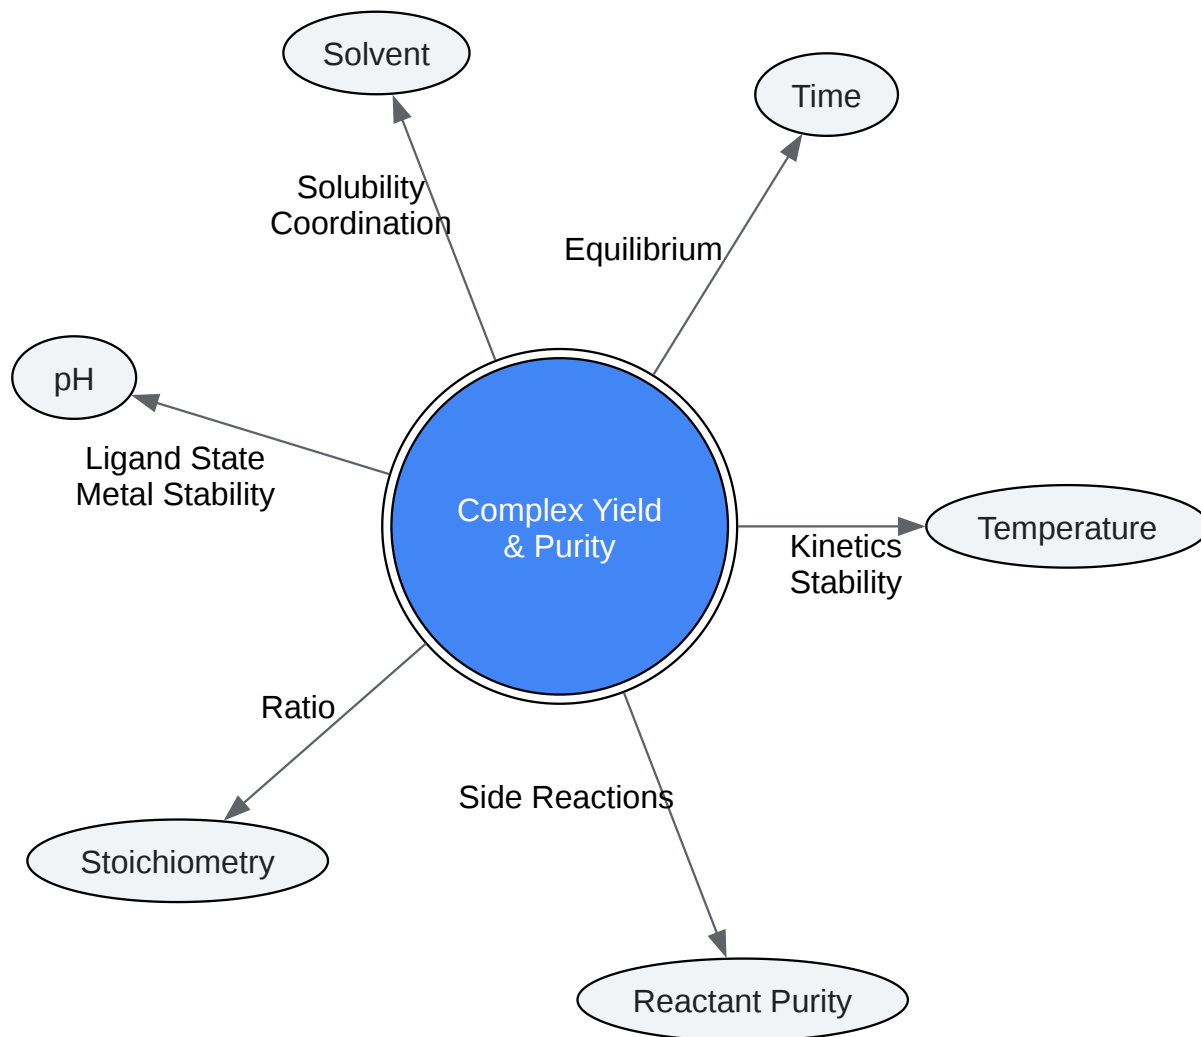 Solvent
Time
Solubility
Coordination
Equilibrium
pH
Ligand State
Metal Stability
Complex Yield
& Purity
Temperature
Kinetics
Stability
Ratio
Side Reactions
Stoichiometry
Reactant Purity